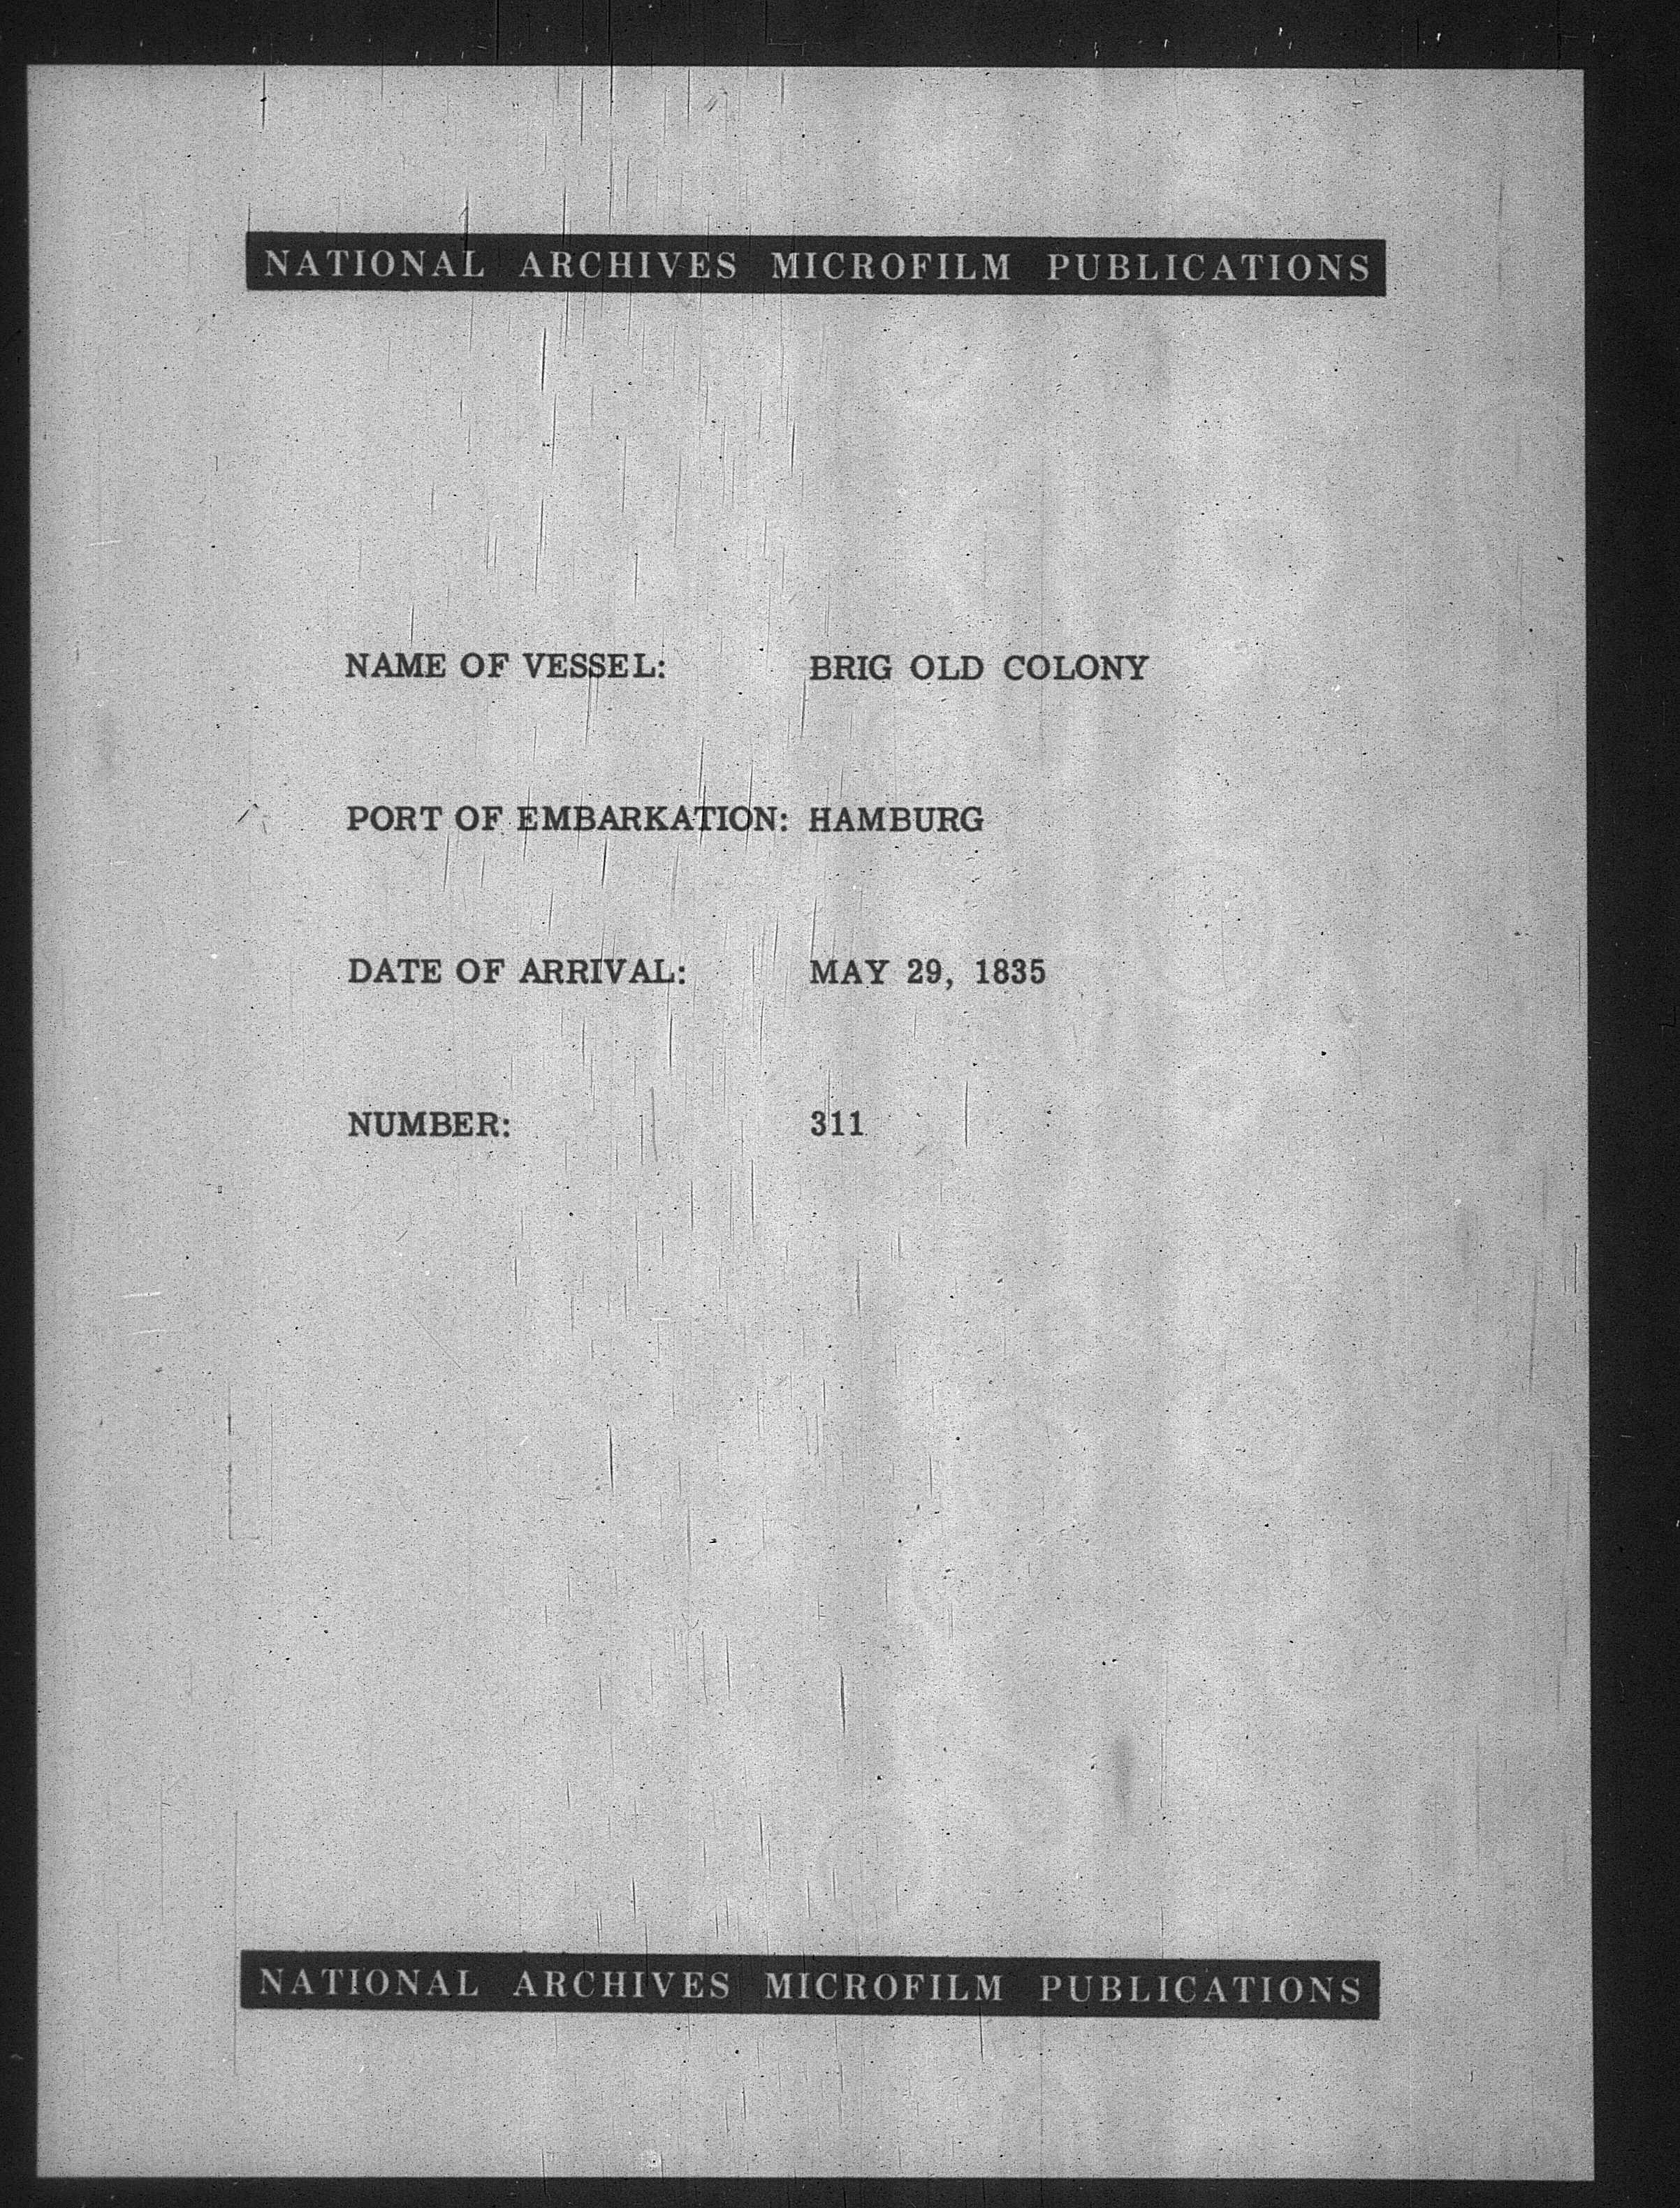 NATIONAL ARCHIVES MICROFILM PUBLICATIONS
NAME OF VESSEL: BRIG OLD COLONY
PORT OF EMBARKATION: HAMBURG
DATE OF ARRIVAL: MAY 29, 1835
NUMBER: 311
NATIONAL ARCHIVES MICROFILM PUBLICATIONS